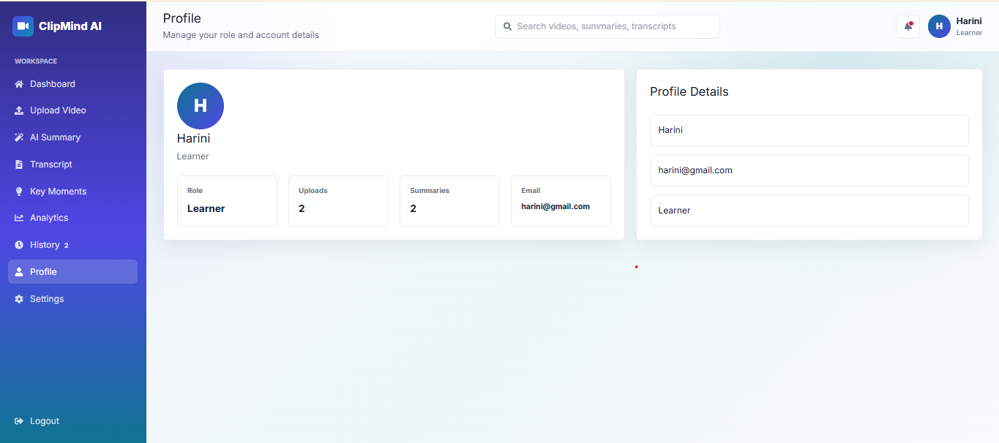 ClipMind AI
WORKSPACE
Dashboard
Upload Video
AI Summary
Transcript
Key Moments
Analytics
History 2
Profile
Settings
Logout
Profile
Manage your role and account details
Search videos, summaries, transcripts
H
Harini
Learner
H
Harini
Learner
Role
Learner
Uploads
2
Summaries
2
Email
harini@gmail.com
Profile Details
Harini
harini@gmail.com
Learner